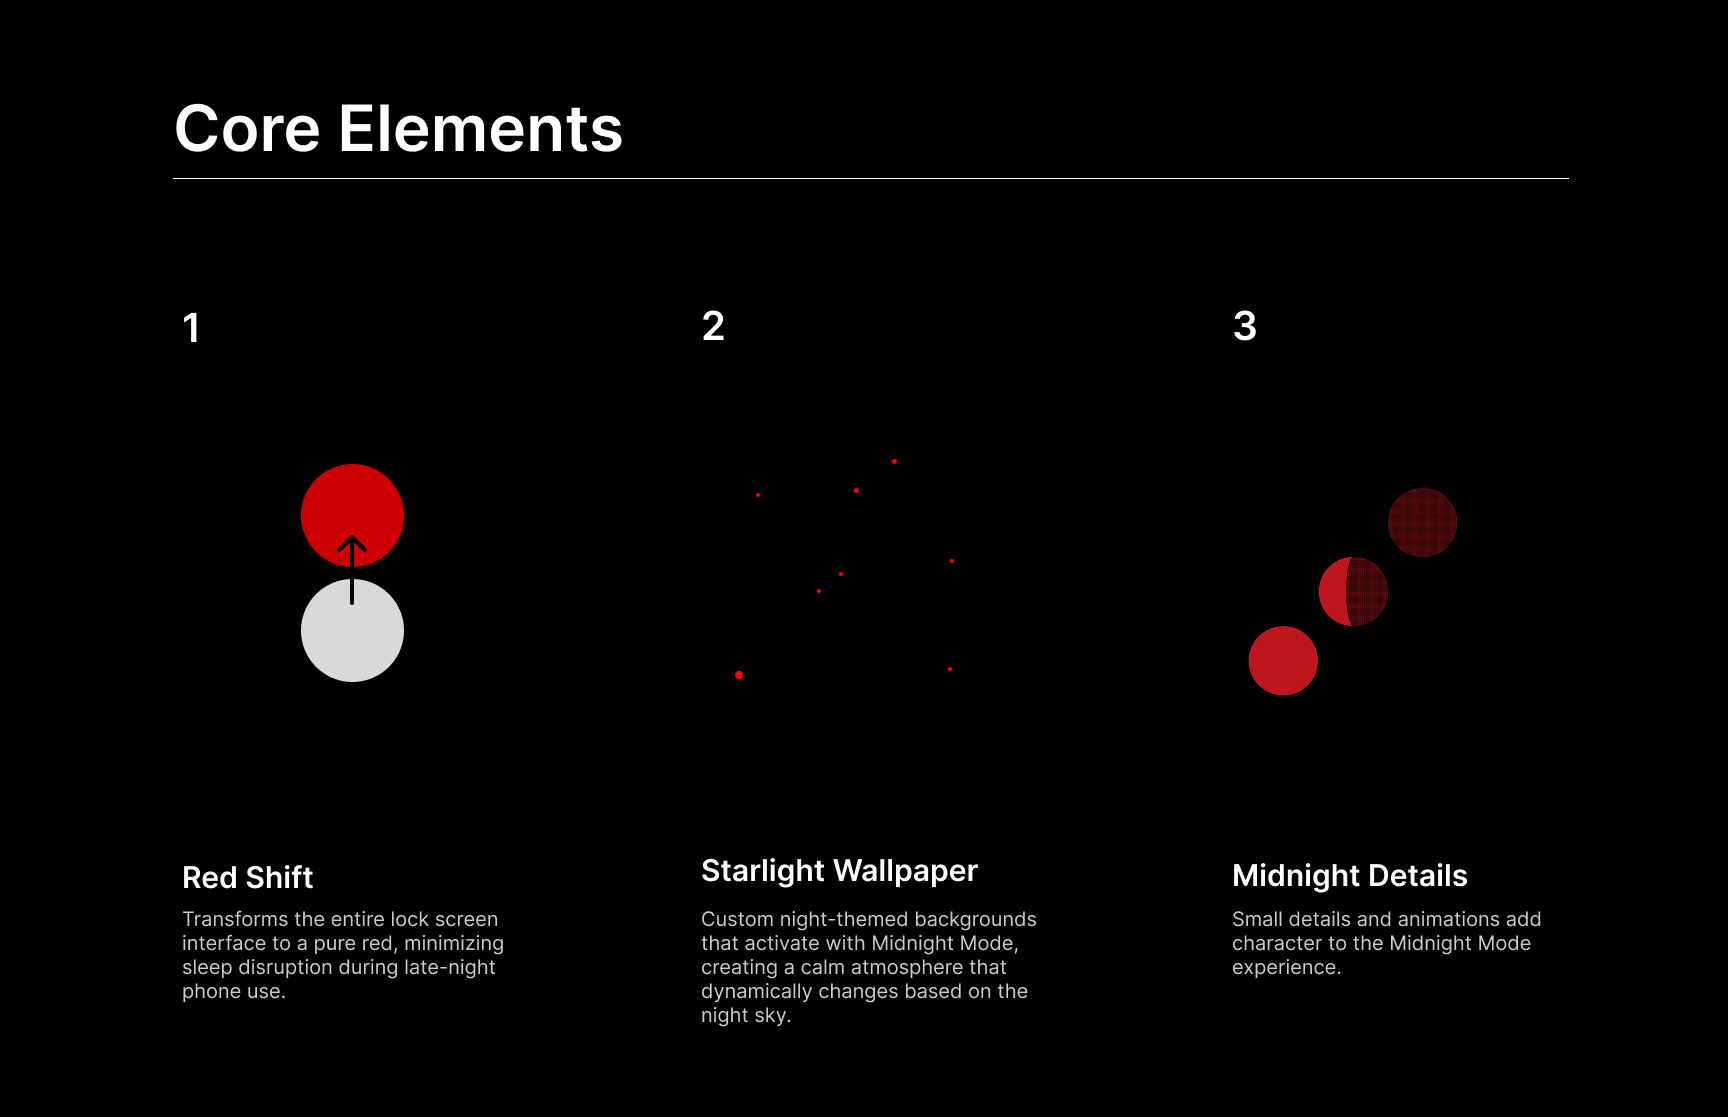 Core Elements
1
2
3
Red Shift
Transforms the entire lock screen
interface to a pure red, minimizing
sleep disruption during late-night
phone use.
Starlight Wallpaper
Custom night-themed backgrounds
that activate with Midnight Mode,
creating a calm atmosphere that
dynamically changes based on the
night sky.
Midnight Details
Small details and animations add
character to the Midnight Mode
experience.